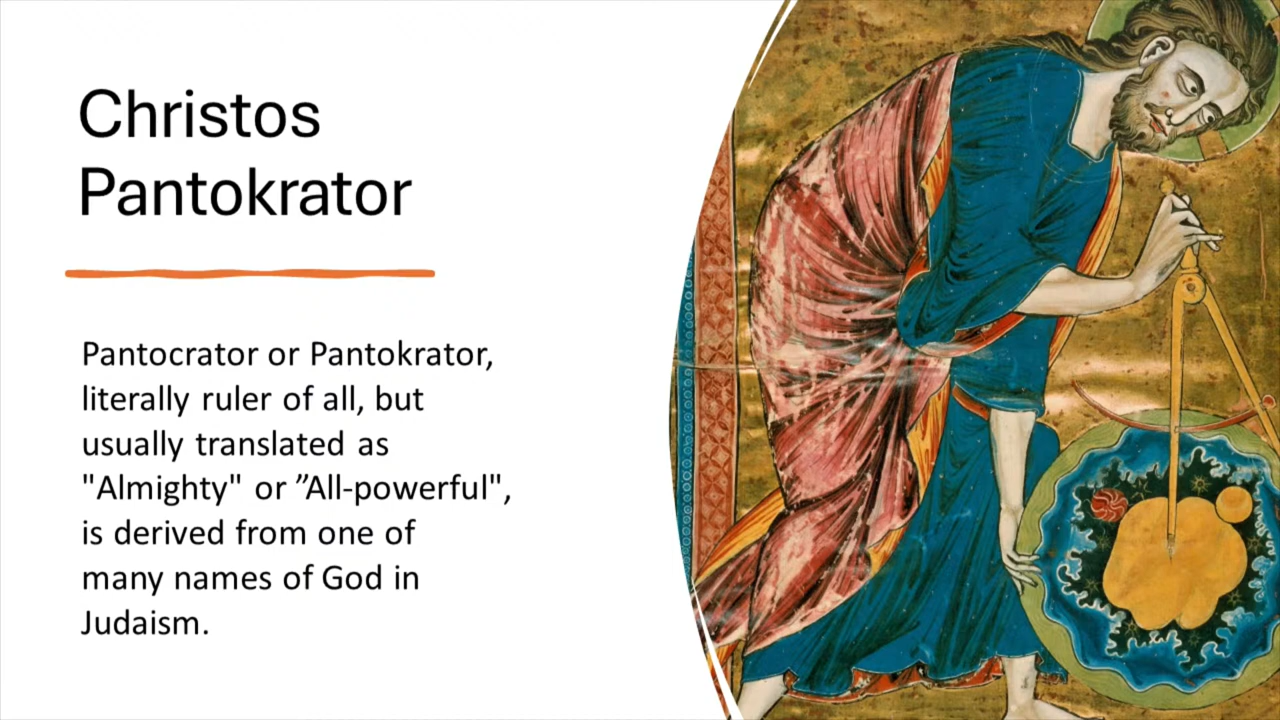 Christos
Pantokrator
Pantocrator or Pantokrator,
literally ruler of all, but
usually translated as
"Almighty" or ”All-powerful",
is derived from one of
many names of God in
Judaism.